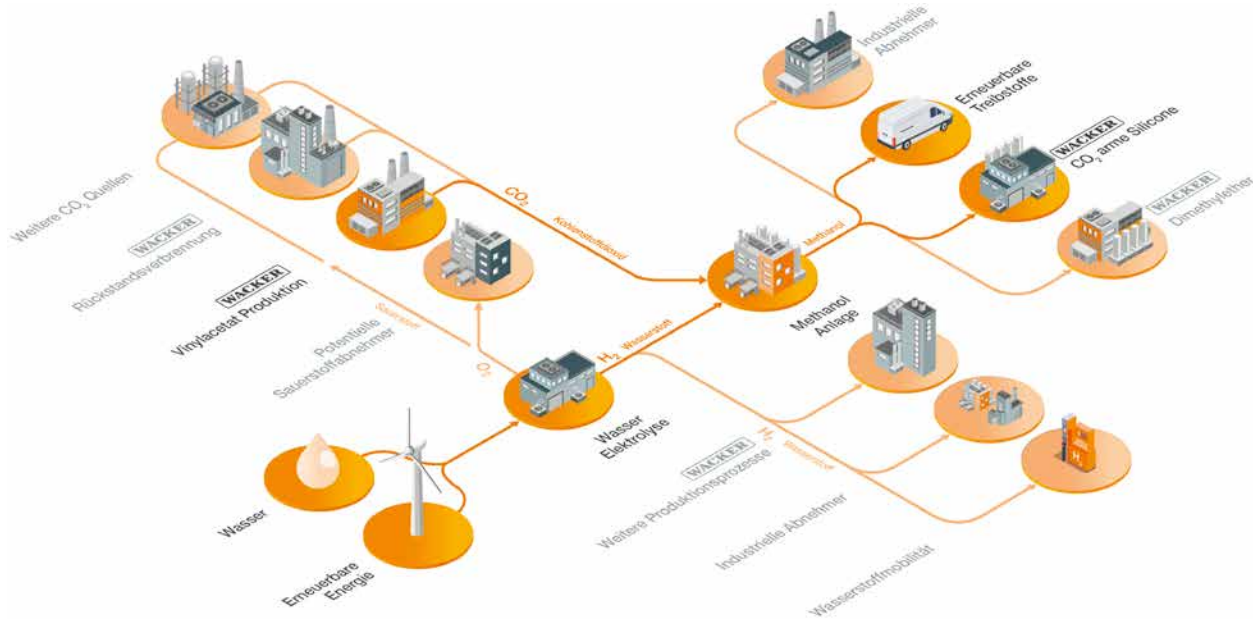 Industrielle
Abnehmer
Erneuerbare
Treibstoffe
WACKER
CO₂ arme Silicone
WACKER
Dimethylether
Weitere CO₂ Quellen
WACKER
Rückstandsverbrennung
WACKER
Vinylacetat Produktion
Potentielle
Sauerstoffabnehmer
CO₂
Kohlenstoffdioxid
Methanol
Methanol
Anlage
Sauerstoff
O₂
H₂ Wasserstoff
Wasser
Elektrolyse
H₂
Wasserstoff
WACKER
Weitere Produktionsprozesse
Industrielle Abnehmer
Wasserstoffmobilität
H₂
Wasser
Erneuerbare
Energie